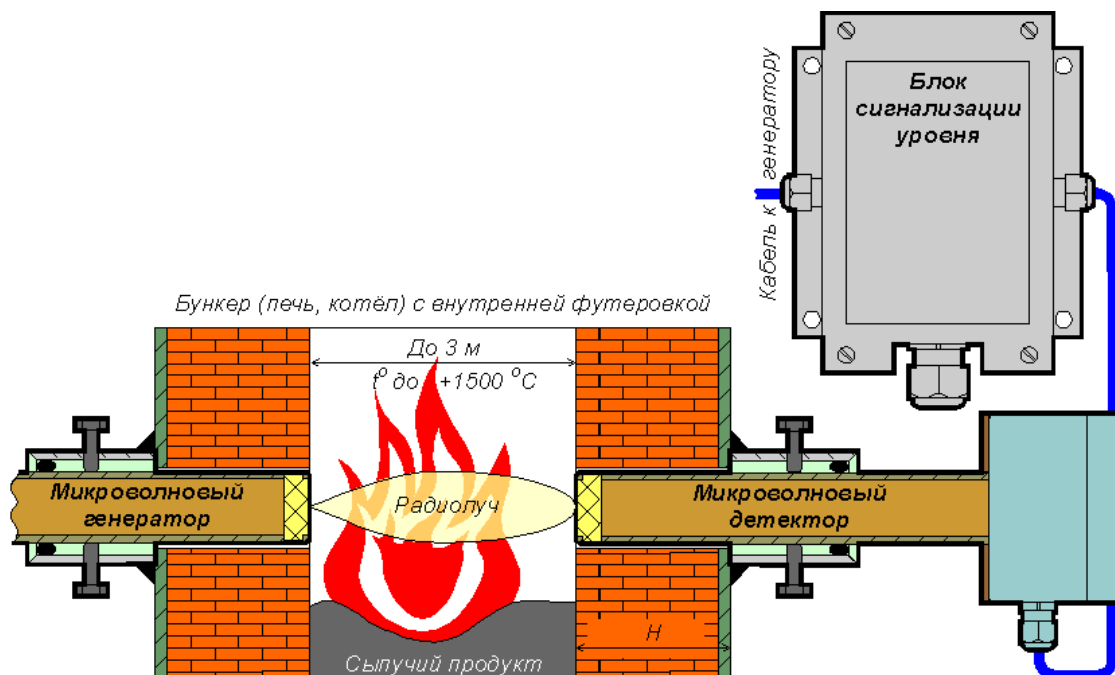 Блок
сигнализации
уровня
Кабель к генератору
Бункер (печь, котёл) с внутренней футеровкой
До 3 м
t° до +1500 °C
Микроволновый
генератор
Радиолуч
Микроволновый
детектор
H
Сыпучий продукт